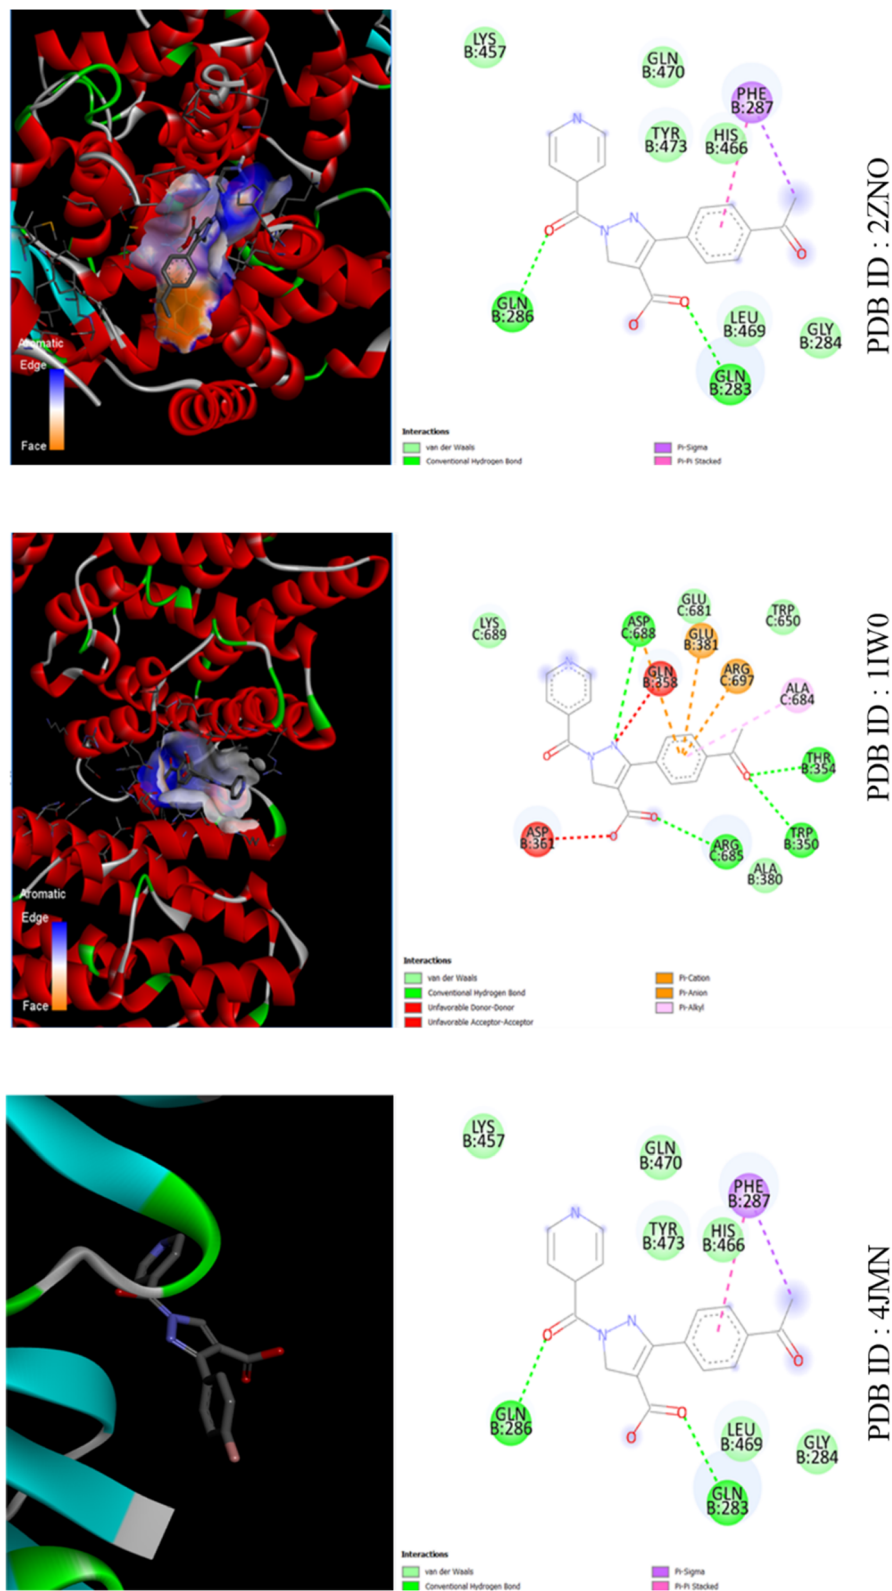 LYS
B:457
GLN
B:470
PHE
B:287
TYR
B:473
HIS
B:466
N
N
N
O
O
GLN
B:286
O
O
LEU
B:469
GLY
B:284
GLN
B:283
Aromatic
Edge
Face
Interactions
van der Waals
Conventional Hydrogen Bond
Pi-Sigma
Pi-Pi Stacked
PDB ID : 2ZNO
LYS
C:689
ASP
C:688
GLU
C:681
GLU
B:381
TRP
C:650
GLN
B:358
ARG
C:697
ALA
C:684
N
N
N
O
O
THR
B:354
ASP
B:361
O
O
ARG
C:685
TRP
B:350
ALA
B:380
Aromatic
Edge
Face
Interactions
van der Waals
Conventional Hydrogen Bond
Unfavorable Donor-Donor
Unfavorable Acceptor-Acceptor
Pi-Cation
Pi-Anion
Pi-Alkyl
PDB ID : 1IW0
LYS
B:457
GLN
B:470
PHE
B:287
TYR
B:473
HIS
B:466
N
N
N
O
O
GLN
B:286
O
O
LEU
B:469
GLY
B:284
GLN
B:283
Interactions
van der Waals
Conventional Hydrogen Bond
Pi-Sigma
Pi-Pi Stacked
PDB ID : 4JMN